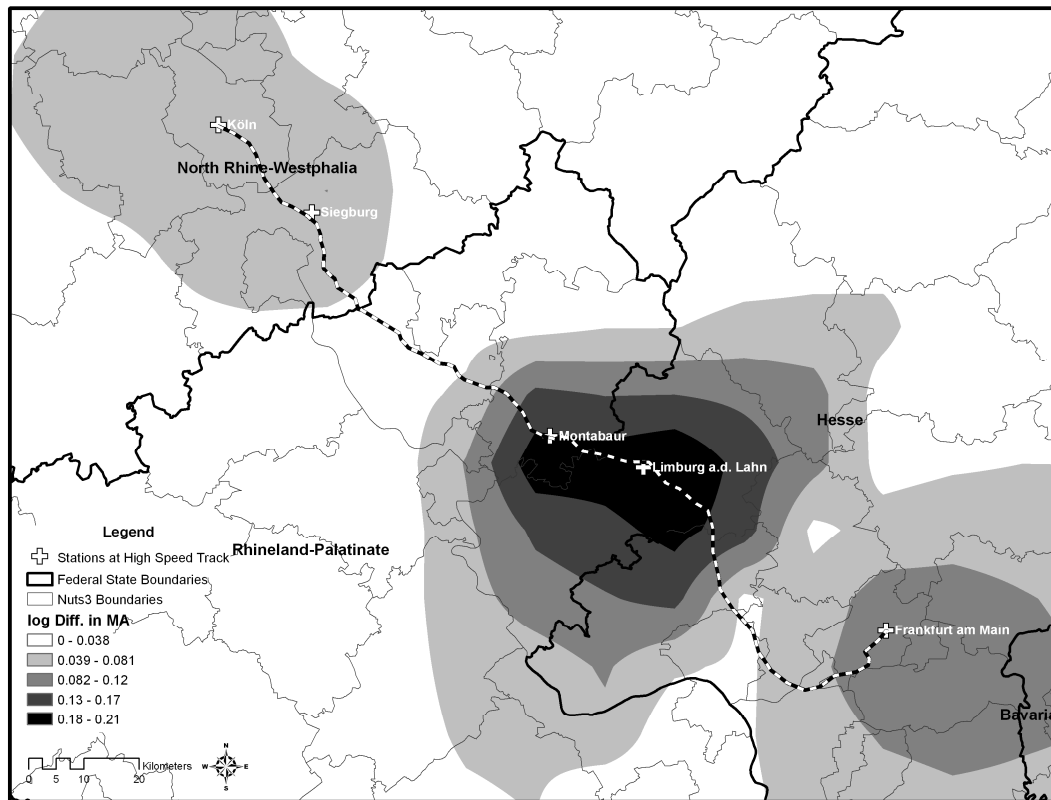 Köln
North Rhine-Westphalia
Siegburg
Hesse
Montabaur
Limburg a.d. Lahn
Rhineland-Palatinate
Frankfurt am Main
Bavaria
Legend
Stations at High Speed Track
Federal State Boundaries
Nuts3 Boundaries
log Diff. in MA
0 - 0.038
0.039 - 0.081
0.082 - 0.12
0.13 - 0.17
0.18 - 0.21
Kilometers
0 5 10 20
N
W E
S